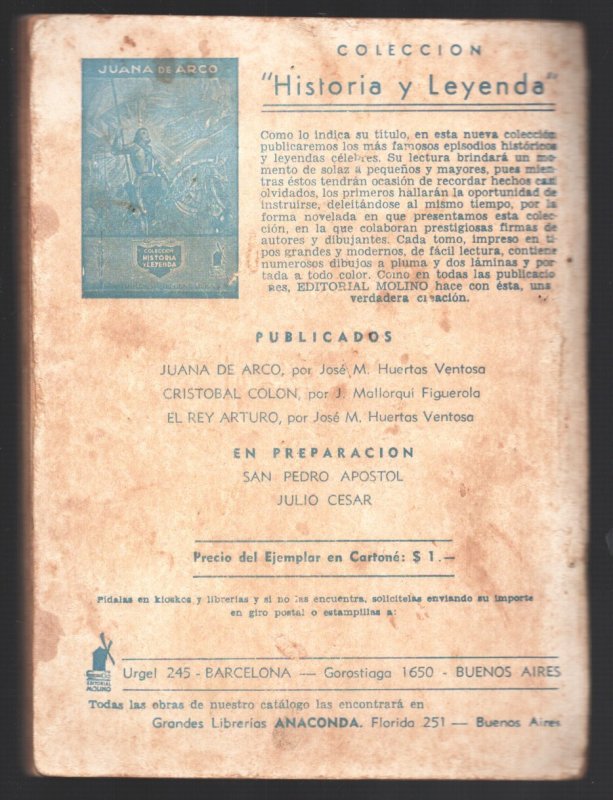 COLECCION
"Historia y Leyenda"
JUANA DE ARCO
COLECCION
HISTORIA
Y LEYENDA
Como lo indica su título, en esta nueva colección
publicaremos los más famosos episodios históricos
y leyendas célebres. Su lectura brindará un mo-
mento de solaz a pequeños y mayores, pues mien-
tras éstos tendrán ocasión de recordar hechos casi
olvidados, los primeros hallarán la oportunidad de
instruirse, deleitándose al mismo tiempo, por la
forma novelada en que presentamos esta colec-
ción, en la que colaboran prestigiosas firmas de
autores y dibujantes. Cada tomo, impreso en ti-
pos grandes y modernos, de fácil lectura, contiene
numerosos dibujos a pluma y dos láminas y por-
tada a todo color. Como en todas las publicacio
nes, EDITORIAL MOLINO hace con ésta, una
verdadera creación.
PUBLICADOS
JUANA DE ARCO, por José M. Huertas Ventosa
CRISTOBAL COLON, por J. Mallorquí Figuerola
EL REY ARTURO, por José M. Huertas Ventosa
EN PREPARACION
SAN PEDRO APOSTOL
JULIO CESAR
Precio del Ejemplar en Cartoné: $ 1.—
Pídalas en kioskos y librerías y si no las encuentra, solicítelas enviando su importe
en giro postal o estampillas a:
EDITORIAL
MOLINO
Urgel 245 - BARCELONA — Gorostiaga 1650 - BUENOS AIRES
Todas las obras de nuestro catálogo las encontrará en
Grandes Librerías ANACONDA. Florida 251 — Buenos Aires